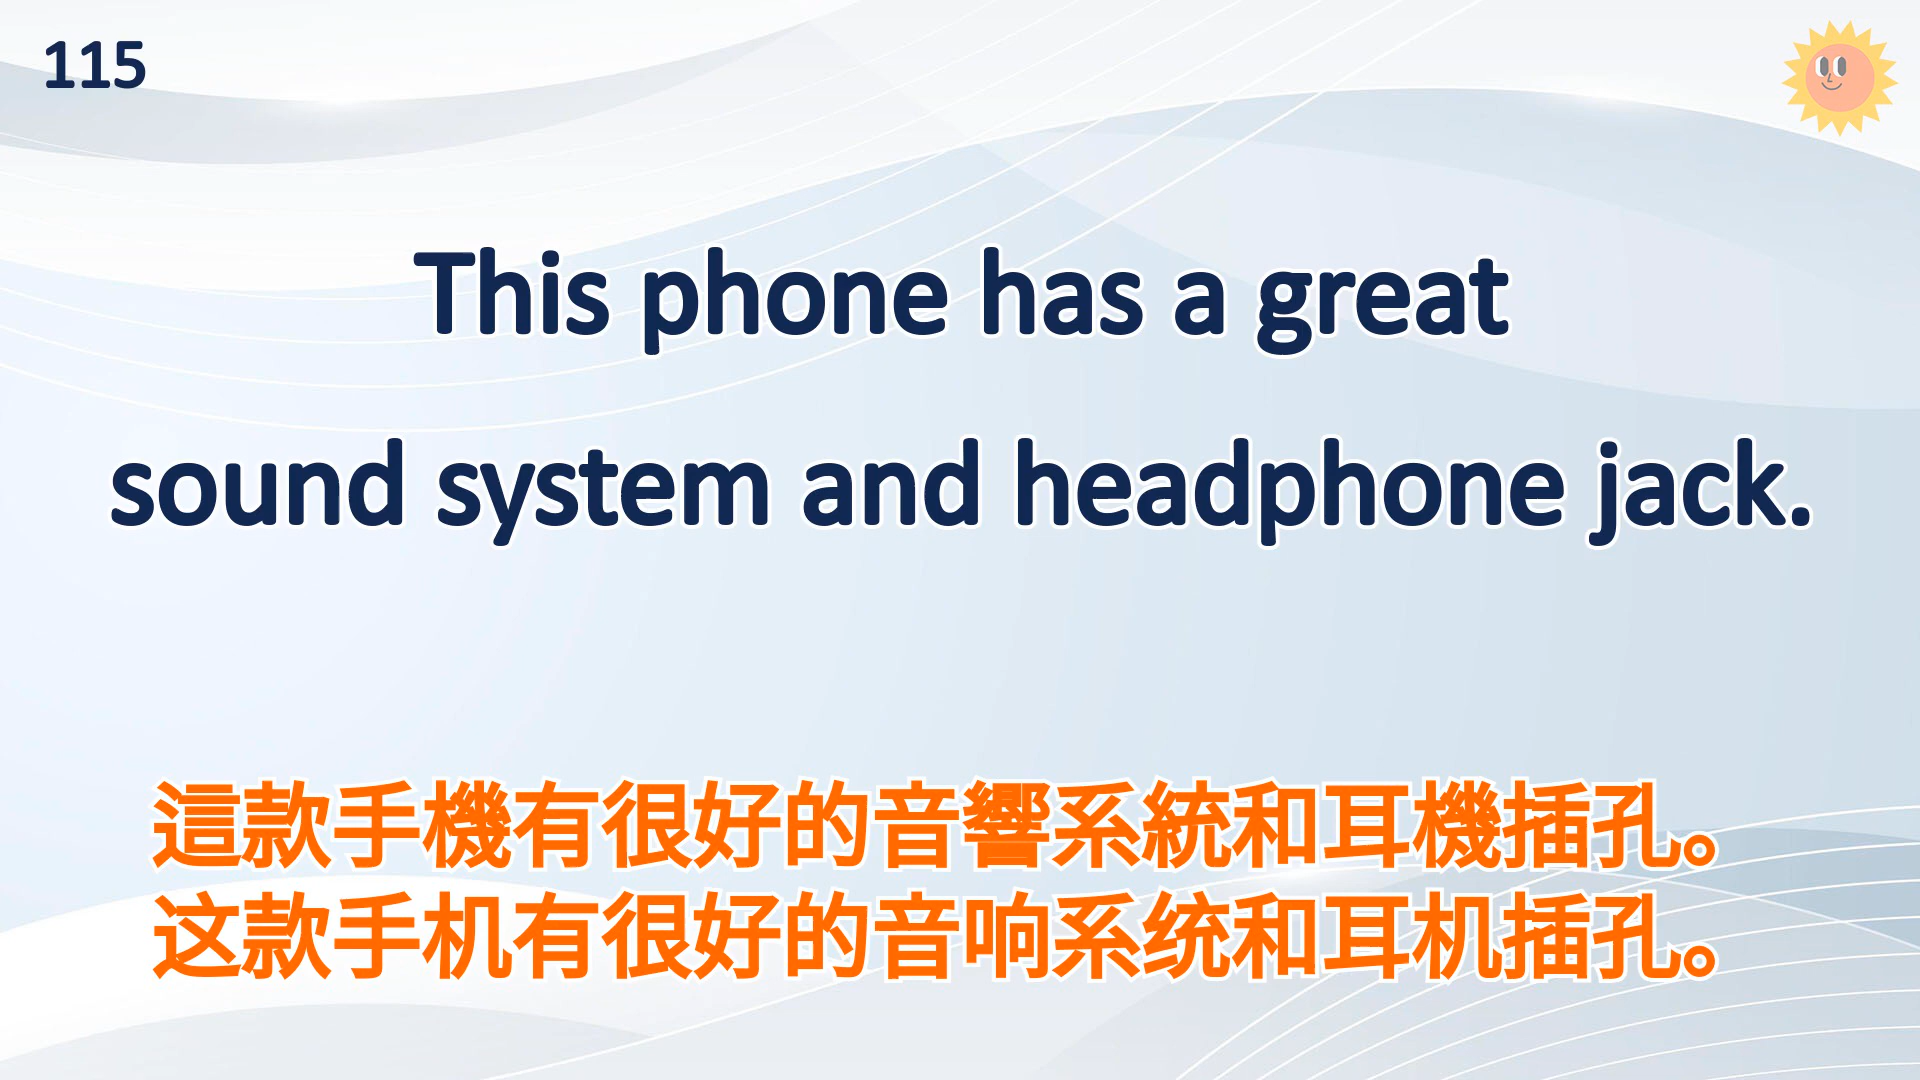 115
This phone has a great
sound system and headphone jack.
這款手機有很好的音響系統和耳機插孔。
这款手机有很好的音响系统和耳机插孔。